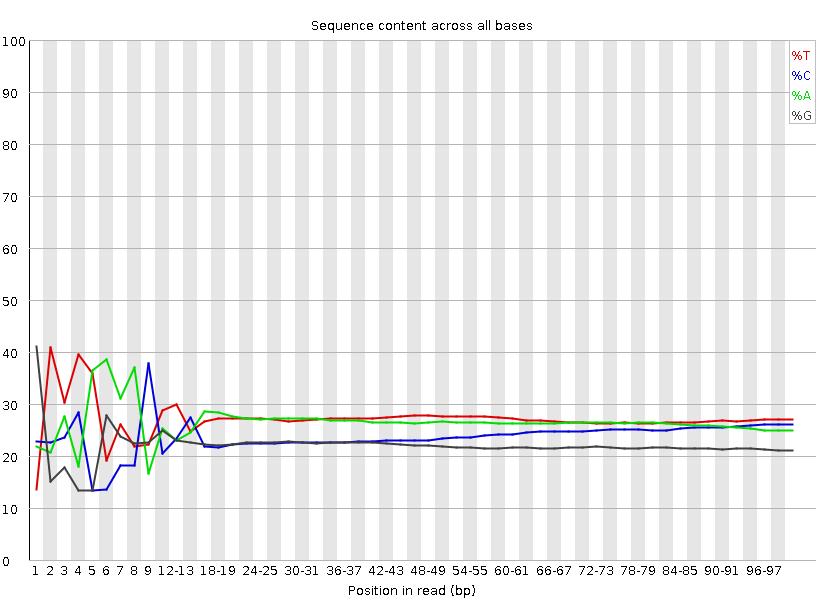 Sequence content across all bases
100
90
80
70
60
50
40
30
20
10
0
%T
%C
%A
%G
1 2 3 4 5 6 7 8 9 12-13 18-19 24-25 30-31 36-37 42-43 48-49 54-55 60-61 66-67 72-73 78-79 84-85 90-91 96-97
Position in read (bp)